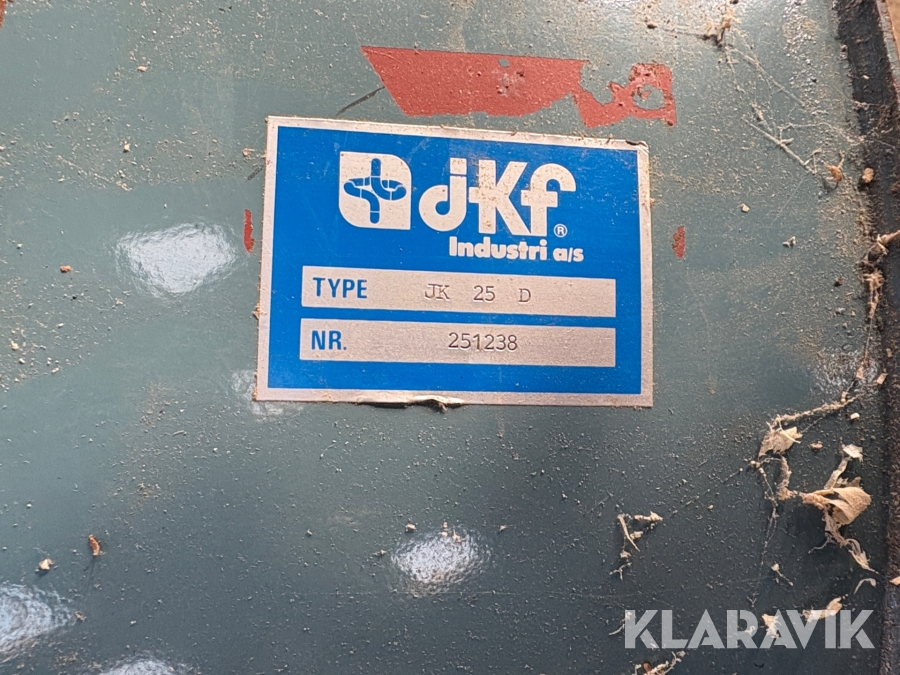 jKf®
Industri a/s
TYPE JK 25 D
NR. 251238
KLARAVIK